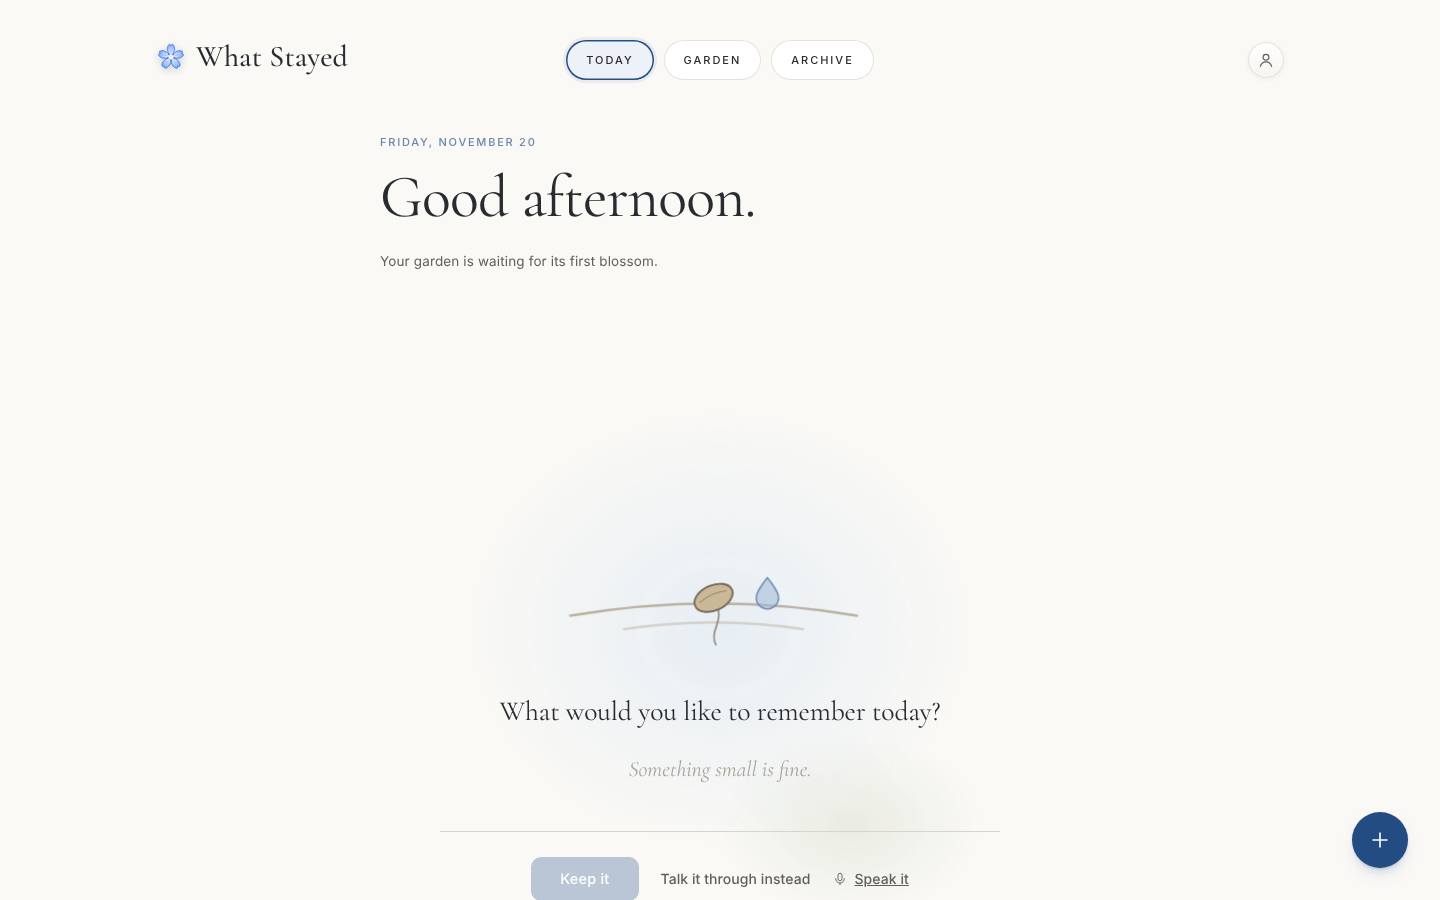 What Stayed
TODAY
GARDEN
ARCHIVE
FRIDAY, NOVEMBER 20
Good afternoon.
Your garden is waiting for its first blossom.
What would you like to remember today?
Something small is fine.
Keep it
Talk it through instead
Speak it